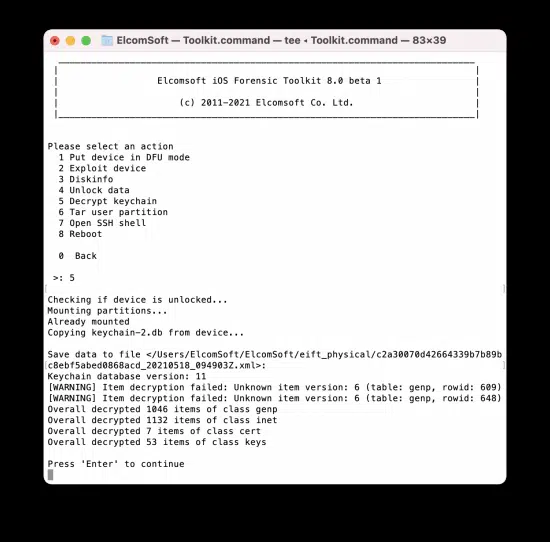 ElcomSoft — Toolkit.command — tee ◂ Toolkit.command — 83×39
Elcomsoft iOS Forensic Toolkit 8.0 beta 1
(c) 2011-2021 Elcomsoft Co. Ltd.
Please select an action
1 Put device in DFU mode
2 Exploit device
3 Diskinfo
4 Unlock data
5 Decrypt keychain
6 Tar user partition
7 Open SSH shell
8 Reboot
0 Back
>: 5
Checking if device is unlocked...
Mounting partitions...
Already mounted
Copying keychain-2.db from device...
Save data to file </Users/ElcomSoft/ElcomSoft/eift_physical/c2a30070d42664339b7b89b
c8ebf5abed0868acd_20210518_094903Z.xml>:
Keychain database version: 11
[WARNING] Item decryption failed: Unknown item version: 6 (table: genp, rowid: 609)
[WARNING] Item decryption failed: Unknown item version: 6 (table: genp, rowid: 648)
Overall decrypted 1046 items of class genp
Overall decrypted 1132 items of class inet
Overall decrypted 7 items of class cert
Overall decrypted 53 items of class keys
Press 'Enter' to continue